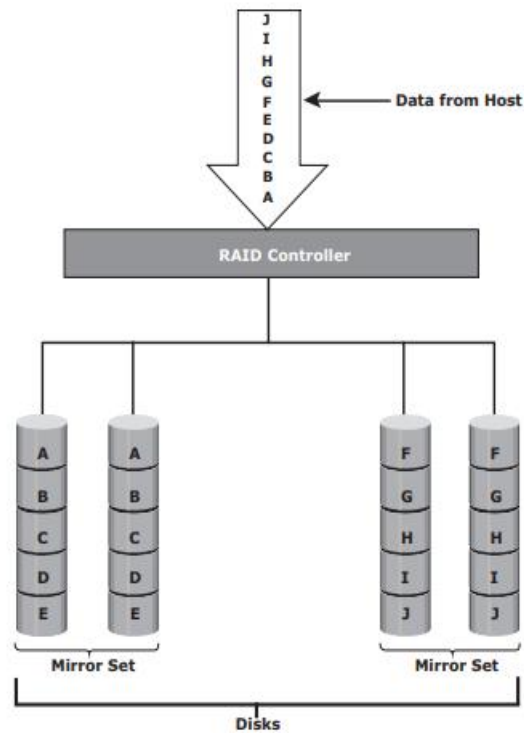 J
I
H
G
F
E
D
C
B
A
Data from Host
RAID Controller
A A F F
B B G G
C C H H
D D I I
E E J J
Mirror Set Mirror Set
Disks